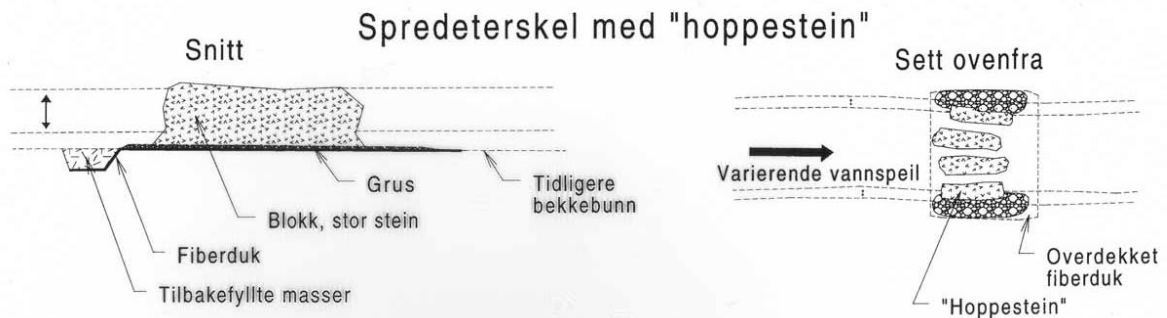 Spredeterskel med "hoppestein"
Snitt
Grus
Tidligere
bekkebunn
Blokk, stor stein
Fiberduk
Tilbakefyllte masser
Sett ovenfra
Varierende vannspeil
Overdekket
fiberduk
"Hoppestein"